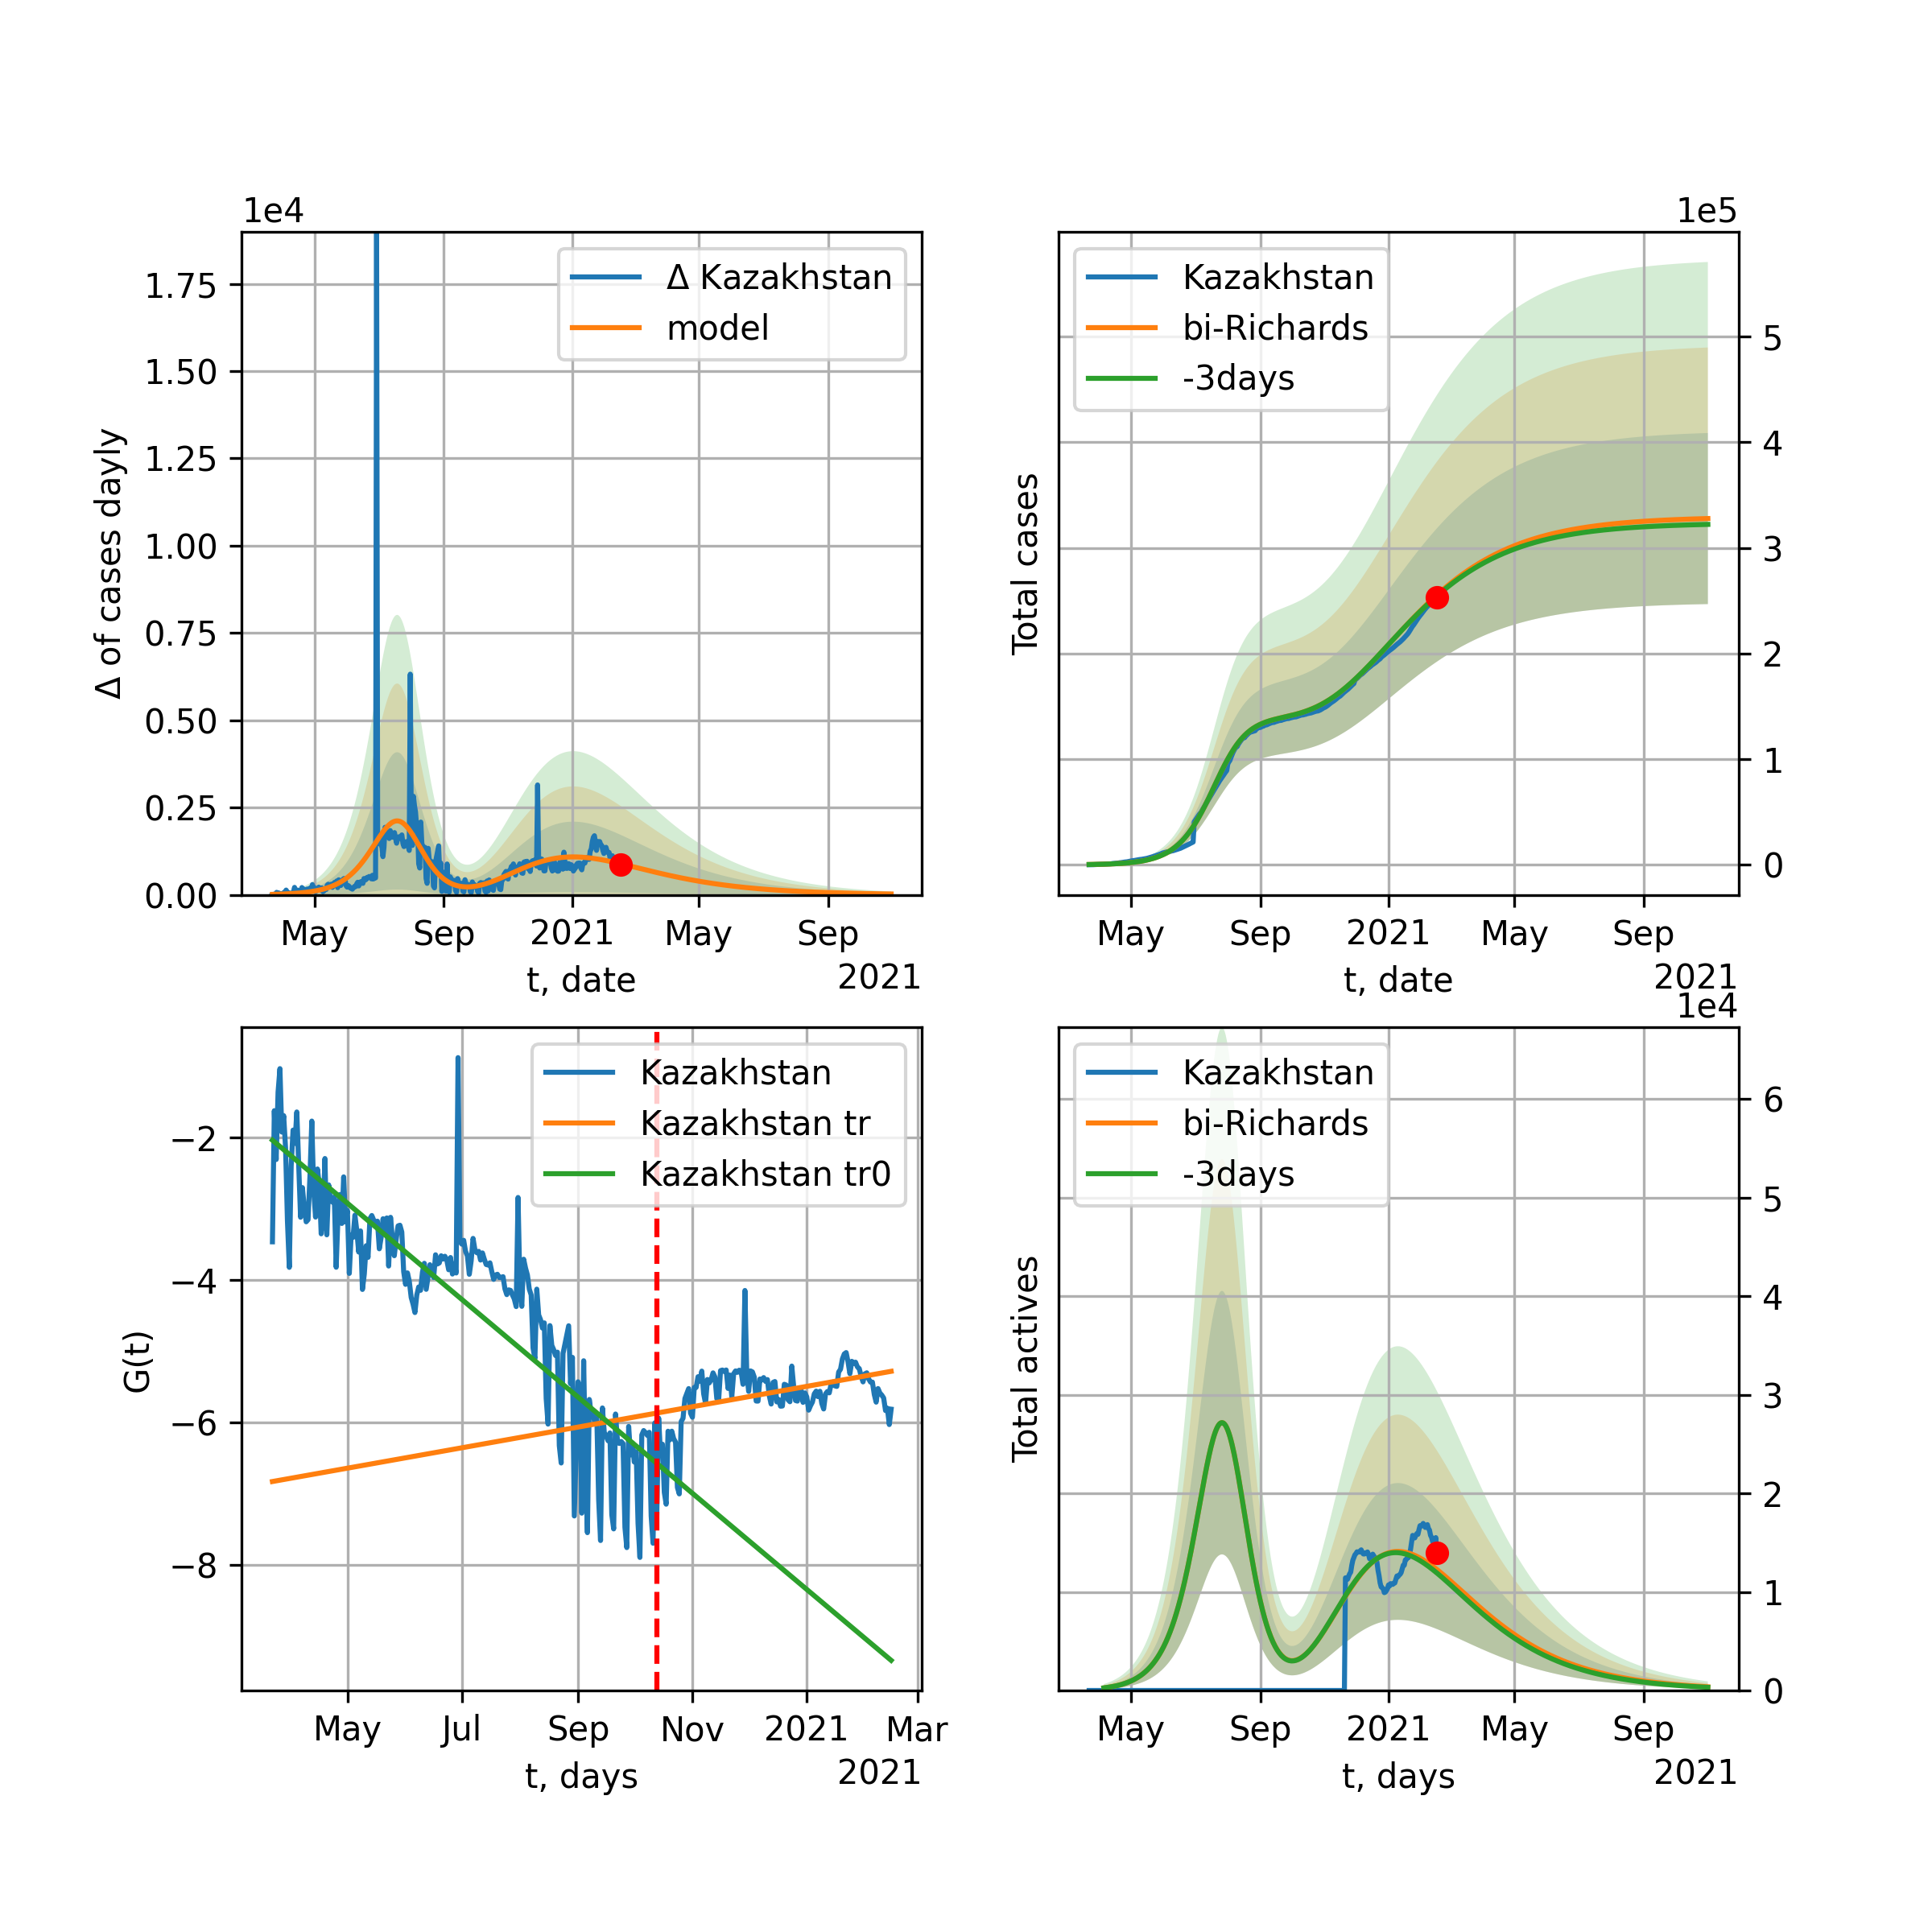 1e4
Δ Kazakhstan
model
1.75
1.50
1.25
1.00
0.75
0.50
0.25
0.00
Δ of cases dayly
May Sep 2021 May Sep
t, date
2021
1e5
Kazakhstan
bi-Richards
-3days
5
4
3
2
1
0
Total cases
May Sep 2021 May Sep
t, date
2021
Kazakhstan
Kazakhstan tr
Kazakhstan tr0
−2
−4
−6
−8
G(t)
May Jul Sep Nov 2021 Mar
t, days
2021
1e4
Kazakhstan
bi-Richards
-3days
6
5
4
3
2
1
0
Total actives
May Sep 2021 May Sep
t, days
2021